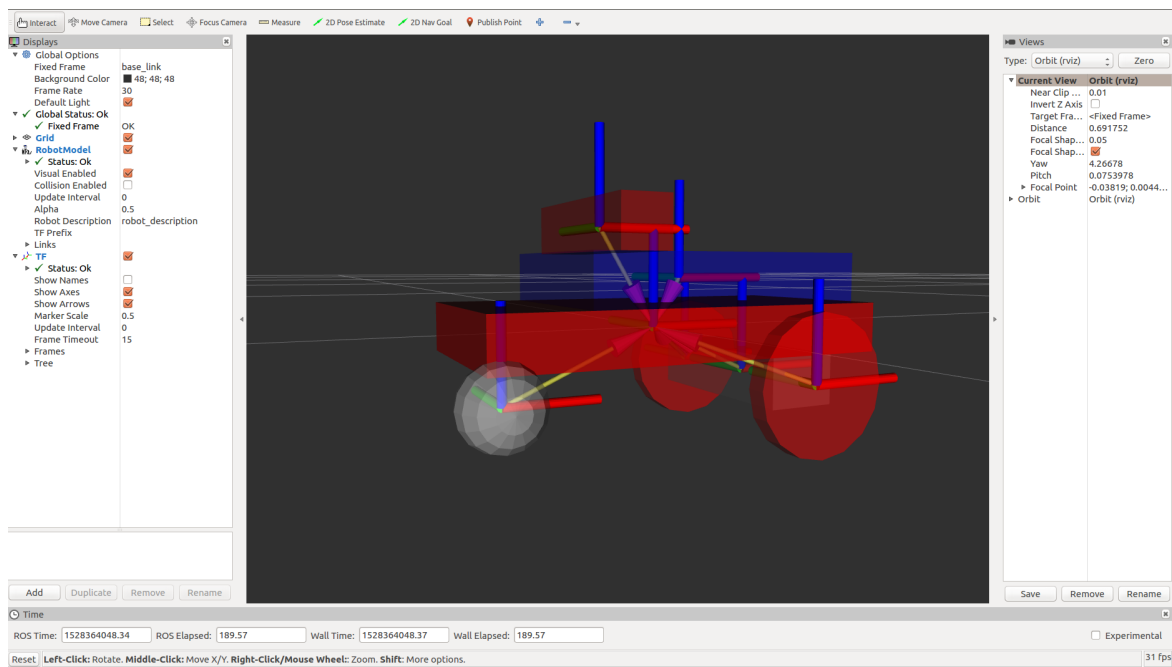 Interact Move Camera Select Focus Camera Measure 2D Pose Estimate 2D Nav Goal Publish Point
Displays
Global Options
Fixed Frame base_link
Background Color 48; 48; 48
Frame Rate 30
Default Light
Global Status: Ok
Fixed Frame OK
Grid
RobotModel
Status: Ok
Visual Enabled
Collision Enabled
Update Interval 0
Alpha 0.5
Robot Description robot_description
TF Prefix
Links
TF
Status: Ok
Show Names
Show Axes
Show Arrows
Marker Scale 0.5
Update Interval 0
Frame Timeout 15
Frames
Tree
Add Duplicate Remove Rename
Views
Type: Orbit (rviz) Zero
Current View Orbit (rviz)
Near Clip ... 0.01
Invert Z Axis
Target Fra... <Fixed Frame>
Distance 0.691752
Focal Shap... 0.05
Focal Shap...
Yaw 4.26678
Pitch 0.0753978
Focal Point -0.03819; 0.0044...
Orbit Orbit (rviz)
Save Remove Rename
Time
ROS Time: 1528364048.34 ROS Elapsed: 189.57 Wall Time: 1528364048.37 Wall Elapsed: 189.57 Experimental
Reset Left-Click: Rotate. Middle-Click: Move X/Y. Right-Click/Mouse Wheel:: Zoom. Shift: More options. 31 fps